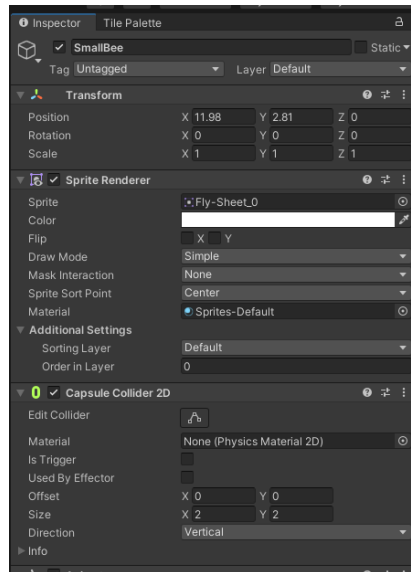 Inspector Tile Palette
SmallBee Static
Tag Untagged Layer Default
Transform
Position X 11.98 Y 2.81 Z 0
Rotation X 0 Y 0 Z 0
Scale X 1 Y 1 Z 1
Sprite Renderer
Sprite Fly-Sheet_0
Color
Flip X Y
Draw Mode Simple
Mask Interaction None
Sprite Sort Point Center
Material Sprites-Default
Additional Settings
Sorting Layer Default
Order in Layer 0
Capsule Collider 2D
Edit Collider
Material None (Physics Material 2D)
Is Trigger
Used By Effector
Offset X 0 Y 0
Size X 2 Y 2
Direction Vertical
Info